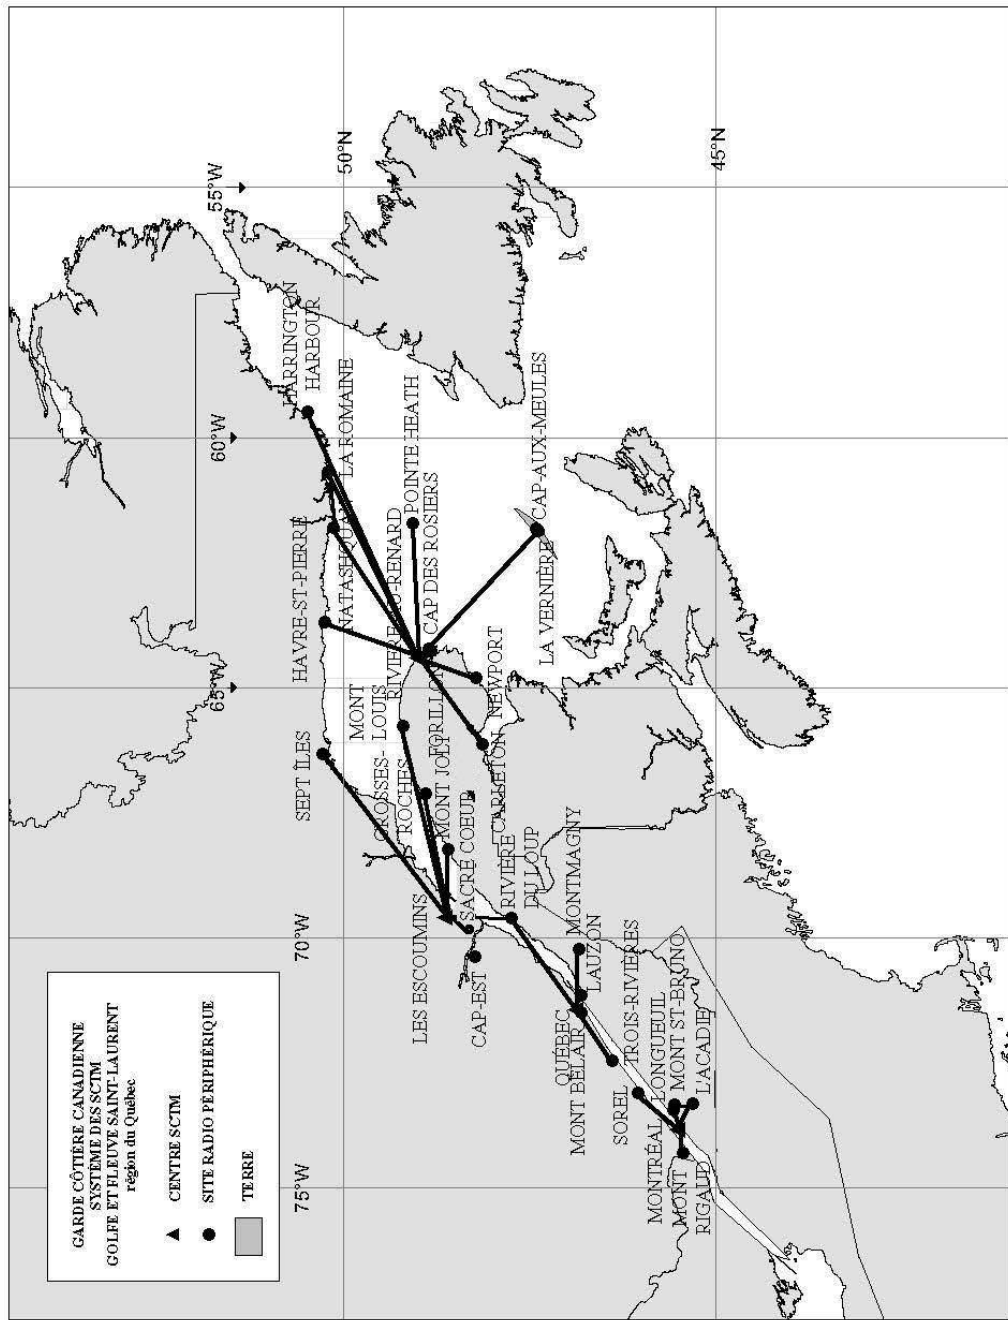 GARDE CÔTIÈRE CANADIENNE
SYSTÈME DES SCTM
GOLFE ET FLEUVE SAINT-LAURENT
région du Québec
CENTRE SCTM
SITE RADIO PÉRIPHÉRIQUE
TERRE
75°W
70°W
65°W
60°W
55°W
50°N
45°N
SEPT ÎLES
HAVRE-ST-PIERRE
NATASHQUAN
LA ROMAINE
HARRINGTON
HARBOUR
MONT
LOUIS
GROSSES-
ROCHES
RIVIÈRE-AU-RENARD
POINTE HEATH
CAP DES ROSIERS
FORILLON
MONT JOLI
LES ESCOUMINS
SACRÉ COEUR
CAP-EST
CARLETON
NEWPORT
LA VERNIÈRE
CAP-AUX-MEULES
RIVIÈRE
DU LOUP
MONTMAGNY
LAUZON
QUÉBEC
MONT BÉLAIR
TROIS-RIVIÈRES
SOREL
LONGUEUIL
MONT ST-BRUNO
L'ACADIE
MONTRÉAL
MONT
RIGAUD